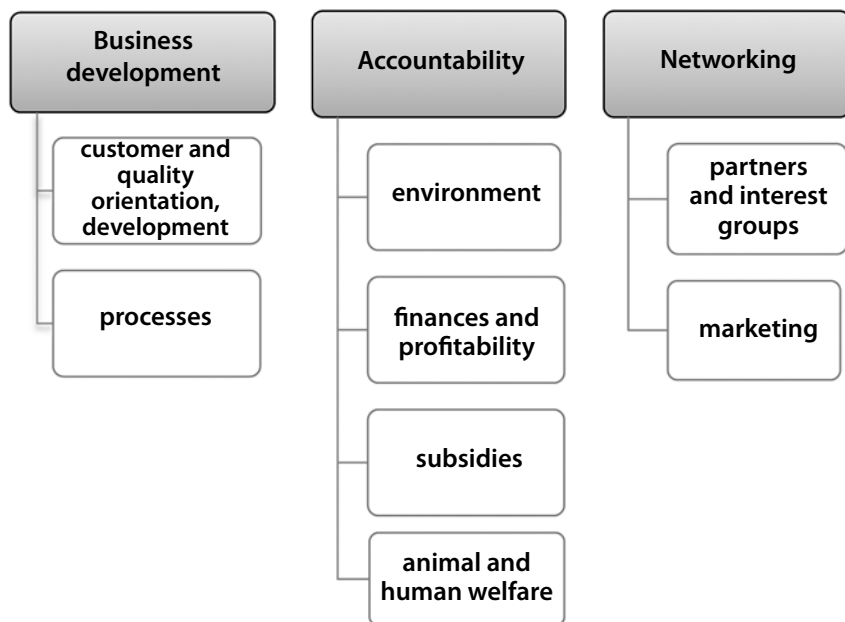 Business
development
customer and
quality
orientation,
development
processes
Accountability
environment
finances and
profitability
subsidies
animal and
human welfare
Networking
partners
and interest
groups
marketing